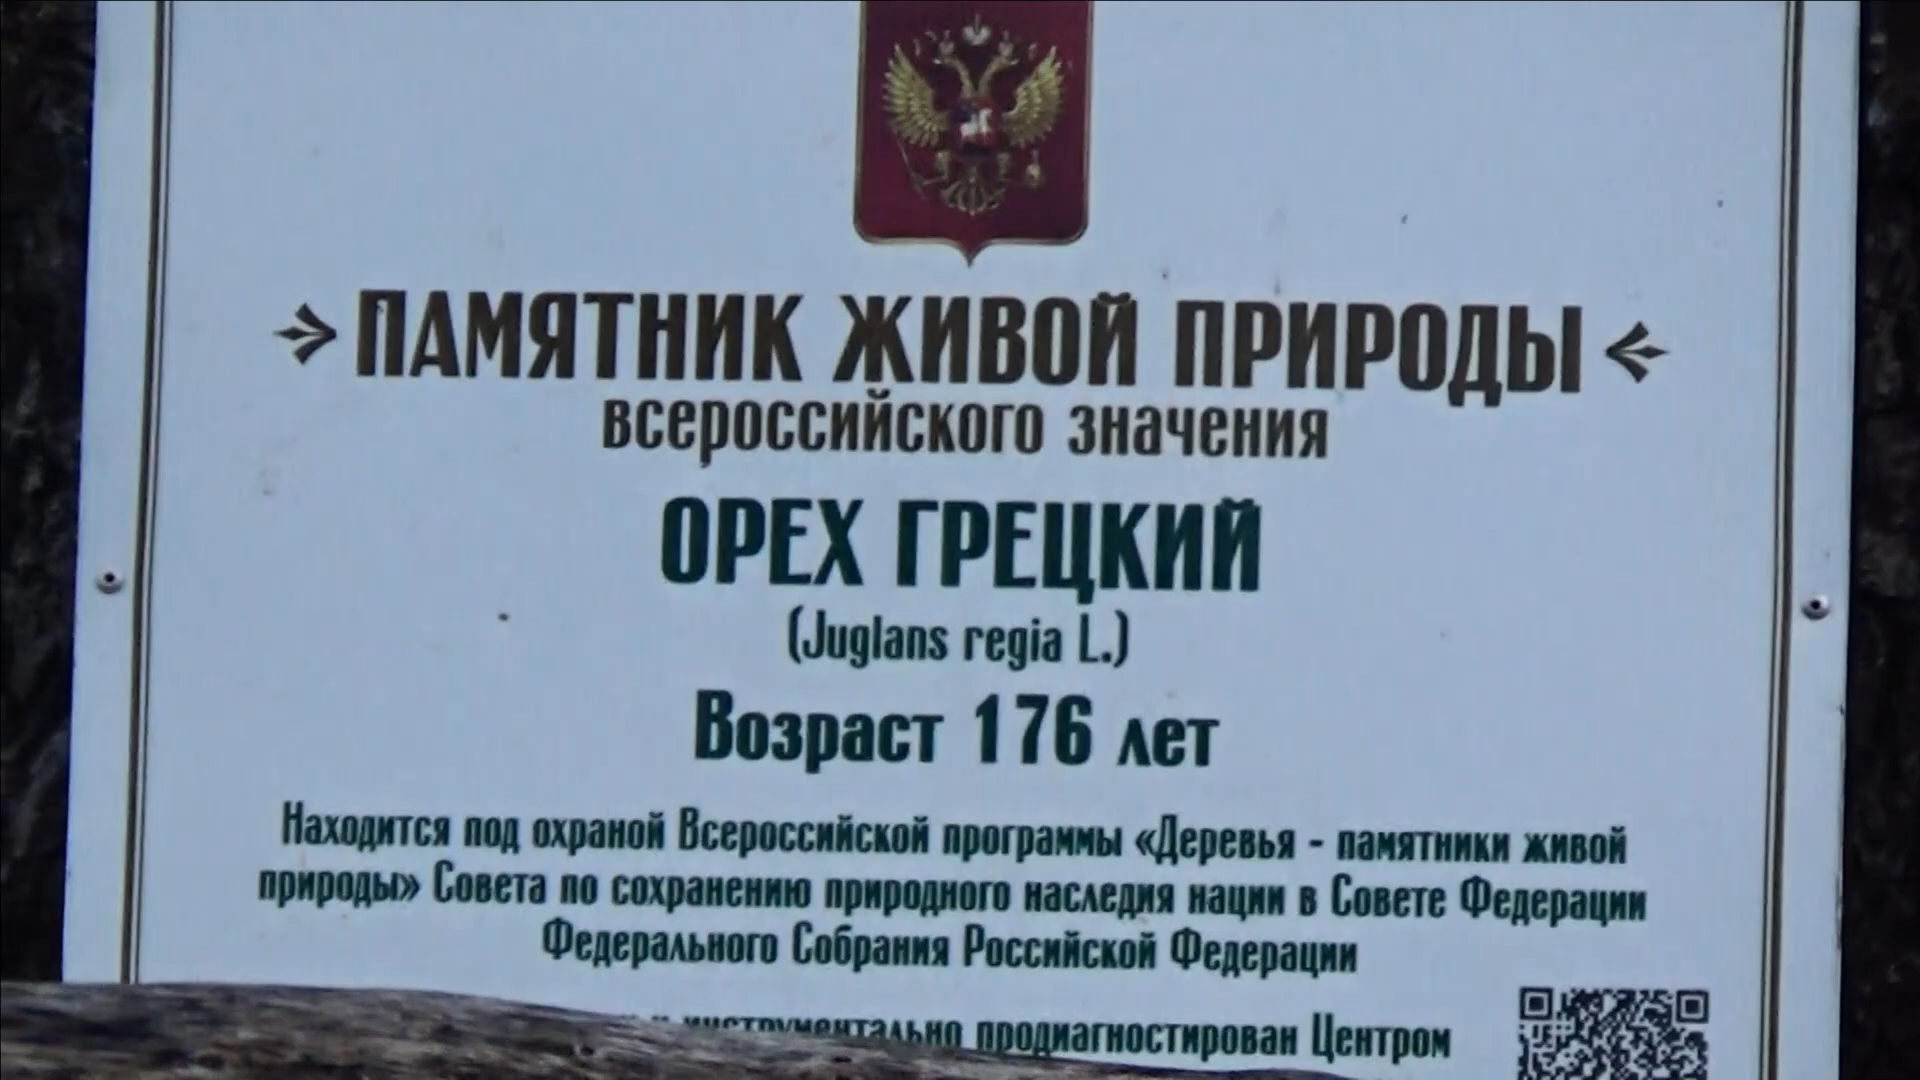 ПАМЯТНИК ЖИВОЙ ПРИРОДЫ
всероссийского значения
ОРЕХ ГРЕЦКИЙ
(Juglans regia L.)
Возраст 176 лет
Находится под охраной Всероссийской программы «Деревья - памятники живой
природы» Совета по сохранению природного наследия нации в Совете Федерации
Федерального Собрания Российской Федерации
инструментально продиагностирован Центром